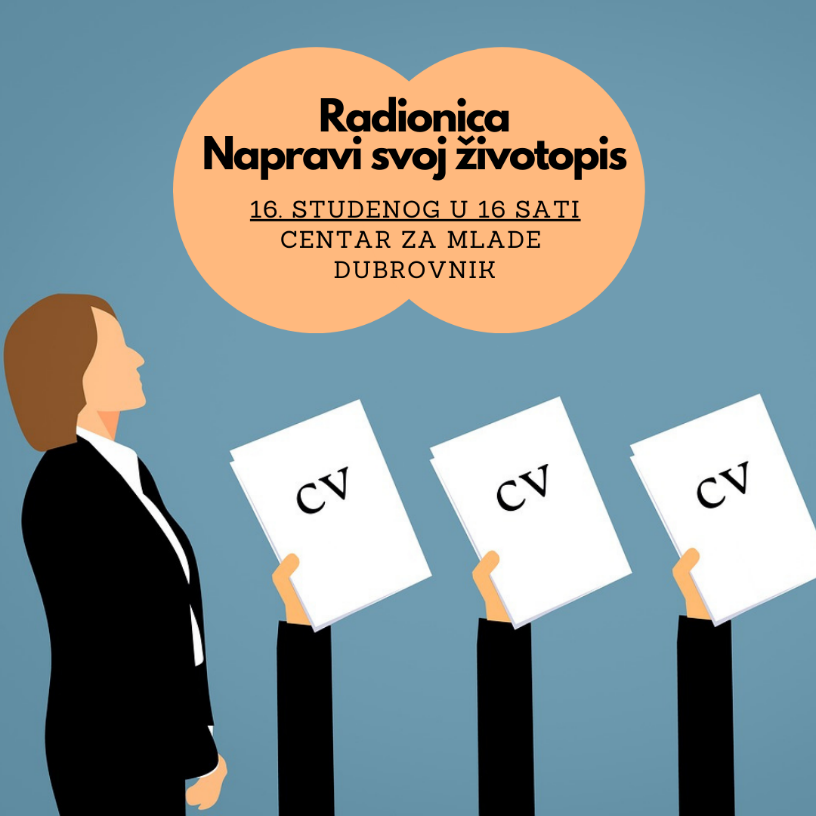 Radionica
Napravi svoj životopis
16. STUDENOG U 16 SATI
CENTAR ZA MLADE
DUBROVNIK
CV
CV
CV